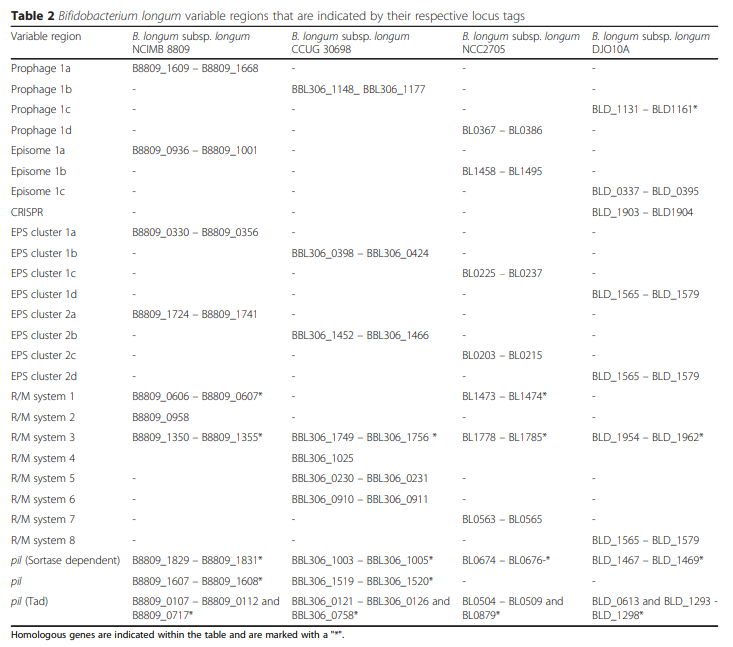 Table 2 Bifidobacterium longum variable regions that are indicated by their respective locus tags
Variable region B. longum subsp. longum B. longum subsp. longum B. longum subsp. longum B. longum subsp. longum
NCIMB 8809 CCUG 30698 NCC2705 DJO10A
Prophage 1a B8809_1609 – B8809_1668 - - -
Prophage 1b - BBL306_1148_ BBL306_1177 - -
Prophage 1c - - - BLD_1131 – BLD1161*
Prophage 1d - - BL0367 – BL0386 -
Episome 1a B8809_0936 – B8809_1001 - - -
Episome 1b - - BL1458 – BL1495 -
Episome 1c - - - BLD_0337 – BLD_0395
CRISPR - - - BLD_1903 – BLD1904
EPS cluster 1a B8809_0330 – B8809_0356 - - -
EPS cluster 1b - BBL306_0398 – BBL306_0424 - -
EPS cluster 1c - - BL0225 – BL0237 -
EPS cluster 1d - - - BLD_1565 – BLD_1579
EPS cluster 2a B8809_1724 – B8809_1741 - - -
EPS cluster 2b - BBL306_1452 – BBL306_1466 - -
EPS cluster 2c - - BL0203 – BL0215 -
EPS cluster 2d - - - BLD_1565 – BLD_1579
R/M system 1 B8809_0606 – B8809_0607* - BL1473 – BL1474* -
R/M system 2 B8809_0958 - - -
R/M system 3 B8809_1350 – B8809_1355* BBL306_1749 – BBL306_1756 * BL1778 – BL1785* BLD_1954 – BLD_1962*
R/M system 4 BBL306_1025
R/M system 5 - BBL306_0230 – BBL306_0231 - -
R/M system 6 - BBL306_0910 – BBL306_0911 - -
R/M system 7 - - BL0563 – BL0565 -
R/M system 8 - - - BLD_1565 – BLD_1579
pil (Sortase dependent) B8809_1829 – B8809_1831* BBL306_1003 – BBL306_1005* BL0674 – BL0676-* BLD_1467 – BLD_1469*
pil B8809_1607 – B8809_1608* BBL306_1519 – BBL306_1520* - -
pil (Tad) B8809_0107 – B8809_0112 and BBL306_0121 – BBL306_0126 and BL0504 – BL0509 and BLD_0613 and BLD_1293 -
B8809_0717* BBL306_0758* BL0879* BLD_1298*
Homologous genes are indicated within the table and are marked with a "*".